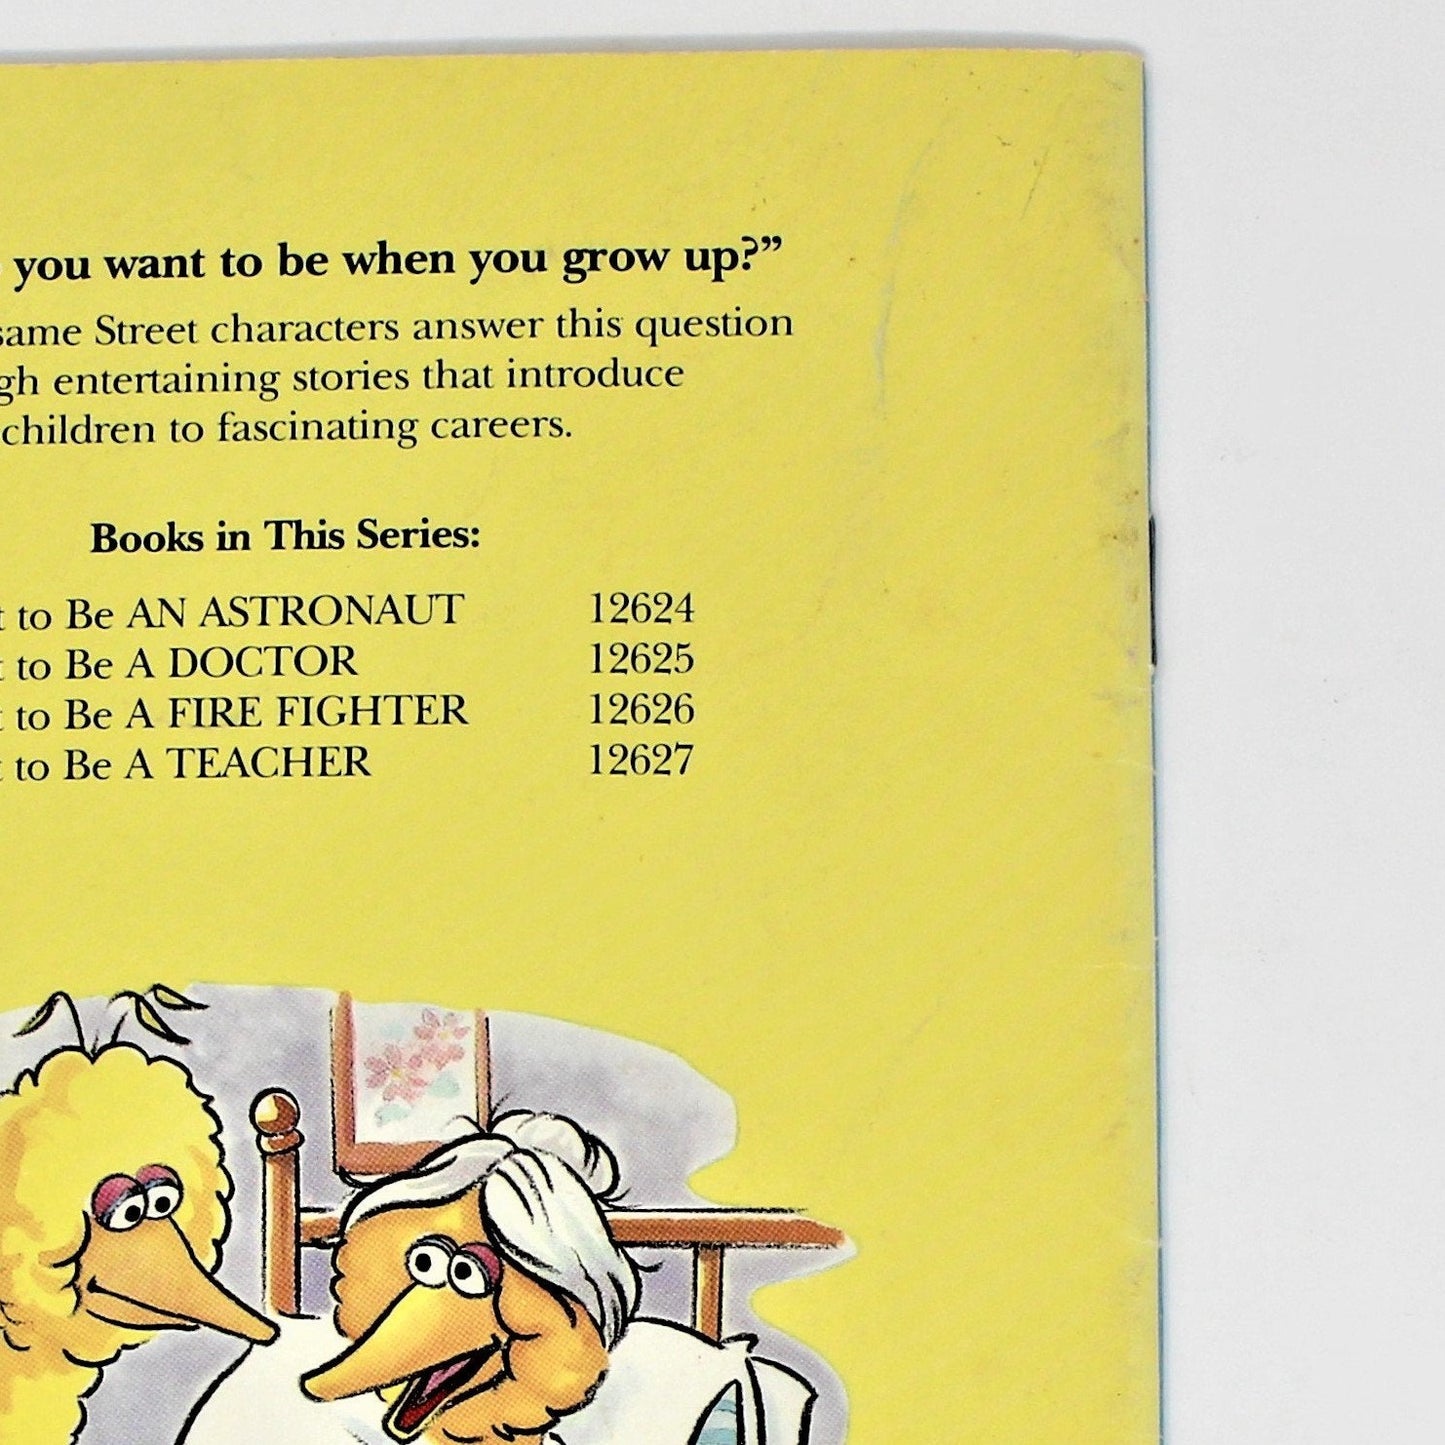 you want to be when you grow up?”
same Street characters answer this question
gh entertaining stories that introduce
children to fascinating careers.
Books in This Series:
t to Be AN ASTRONAUT 12624
t to Be A DOCTOR 12625
t to Be A FIRE FIGHTER 12626
t to Be A TEACHER 12627